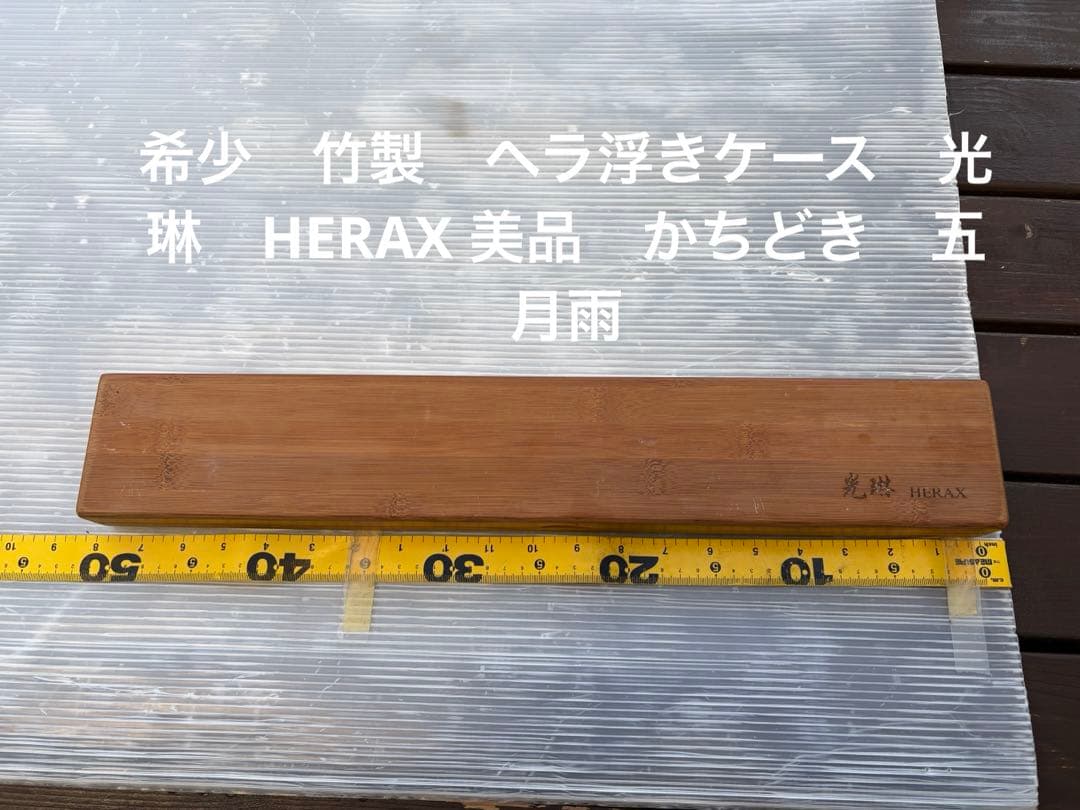 希少　竹製　ヘラ浮きケース　光
琳　HERAX 美品　かちどき　五
月雨
光琳 HERAX
50 40 30 20 10